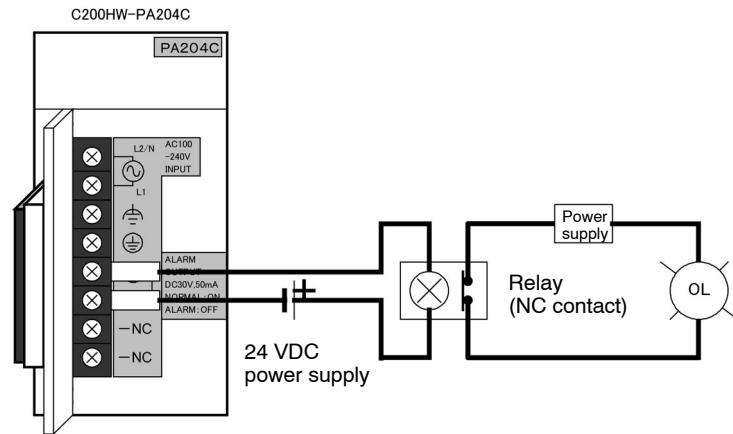 C200HW-PA204C
PA204C
L2/N
AC100
-240V
INPUT
L1
ALARM
OUTPUT
DC30V,50mA
NORMAL:ON
ALARM:OFF
NC
NC
24 VDC
power supply
Relay
(NC contact)
Power
supply
OL